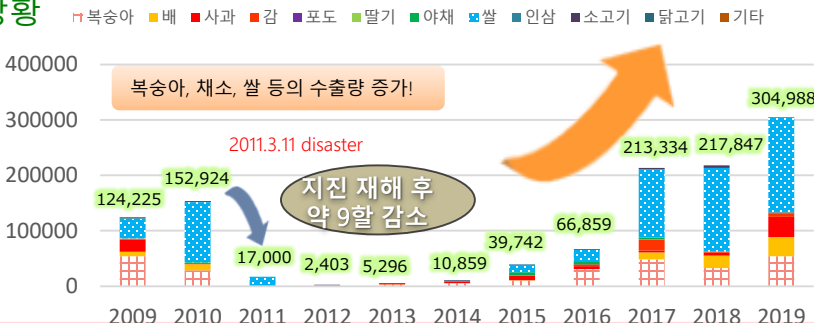 황
복숭아 배 사과 감 포도 딸기 야채 쌀 인삼 소고기 닭고기 기타
400000
복숭아, 채소, 쌀 등의 수출량 증가!
304,988
300000
2011.3.11 disaster
213,334 217,847
200000
152,924
지진 재해 후
124,225
약 9할 감소
100000
66,859
39,742
17,000 2,403 5,296 10,859
0
2009 2010 2011 2012 2013 2014 2015 2016 2017 2018 2019